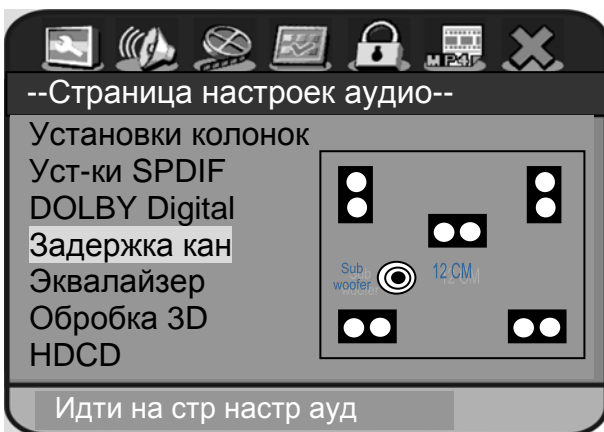 MP4
--Страница настроек аудио--
Установки колонок
Уст-ки SPDIF
DOLBY Digital
Задержка кан
Эквалайзер
Обробка 3D
HDCD
Sub
woofer
12 CM
Идти на стр настр ауд